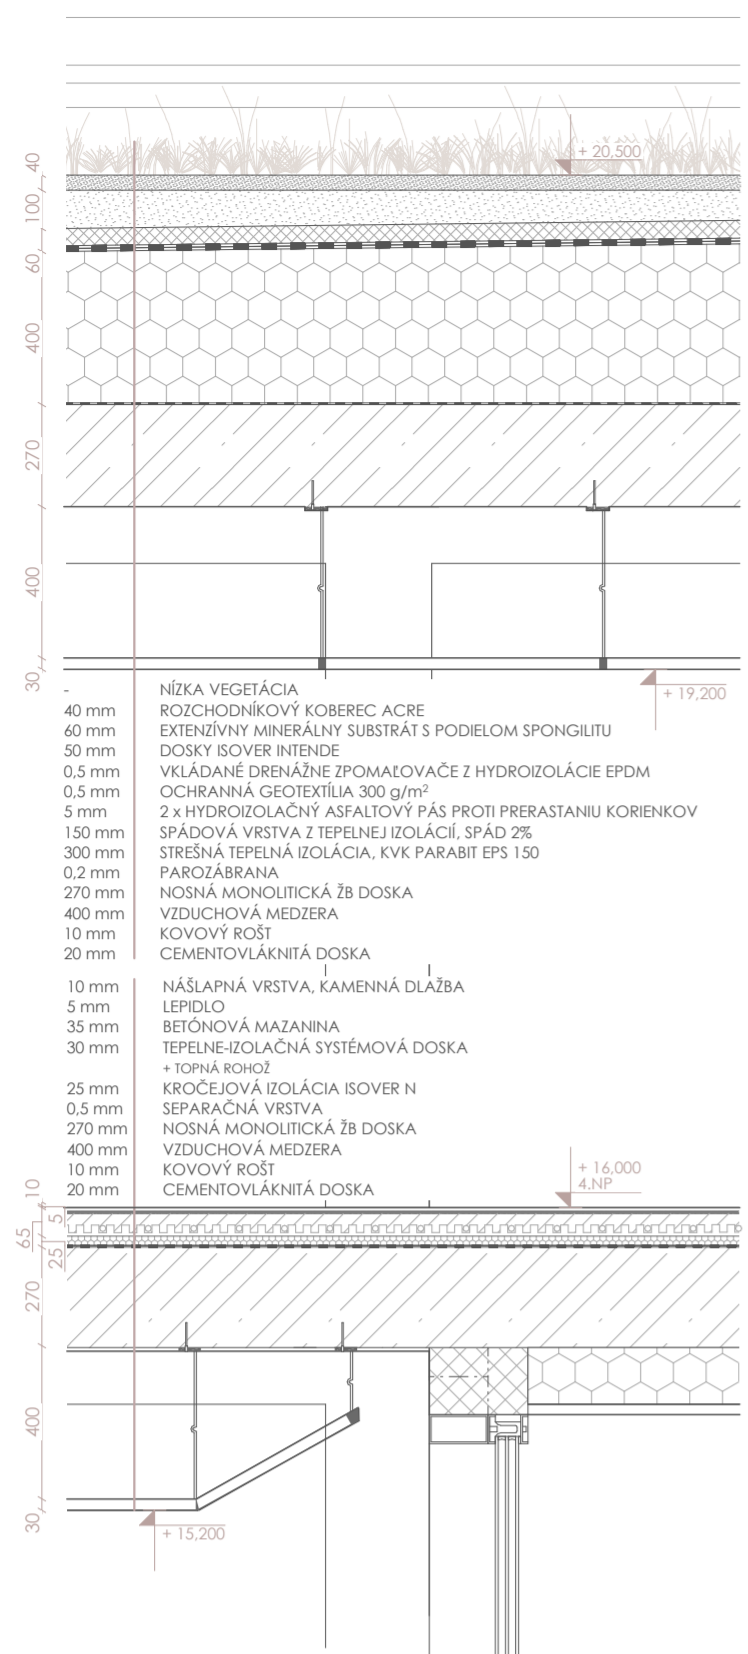 + 20,500
40
100
60
400
270
400
30
+ 19,200
- NÍZKA VEGETÁCIA
40 mm ROZCHODNÍKOVÝ KOBEREC ACRE
60 mm EXTENZÍVNY MINERÁLNY SUBSTRÁT S PODIELOM SPONGILITU
50 mm DOSKY ISOVER INTENDE
0,5 mm VKLÁDANÉ DRENÁŽNE ZPOMAĽOVAČE Z HYDROIZOLÁCIE EPDM
0,5 mm OCHRANNÁ GEOTEXTÍLIA 300 g/m²
5 mm 2 x HYDROIZOLAČNÝ ASFALTOVÝ PÁS PROTI PRERASTANIU KORIENKOV
150 mm SPÁDOVÁ VRSTVA Z TEPELNEJ IZOLÁCIÍ, SPÁD 2%
300 mm STREŠNÁ TEPELNÁ IZOLÁCIA, KVK PARABIT EPS 150
0,2 mm PAROZÁBRANA
270 mm NOSNÁ MONOLITICKÁ ŽB DOSKA
400 mm VZDUCHOVÁ MEDZERA
10 mm KOVOVÝ ROŠT
20 mm CEMENTOVLÁKNITÁ DOSKA
10 mm NÁŠLAPNÁ VRSTVA, KAMENNÁ DLAŽBA
5 mm LEPIDLO
35 mm BETÓNOVÁ MAZANINA
30 mm TEPELNE-IZOLAČNÁ SYSTÉMOVÁ DOSKA
+ TOPNÁ ROHOŽ
25 mm KROČEJOVÁ IZOLÁCIA ISOVER N
0,5 mm SEPARAČNÁ VRSTVA
270 mm NOSNÁ MONOLITICKÁ ŽB DOSKA
400 mm VZDUCHOVÁ MEDZERA
10 mm KOVOVÝ ROŠT
20 mm CEMENTOVLÁKNITÁ DOSKA
+ 16,000
4.NP
10
5
65
25
270
400
30
+ 15,200